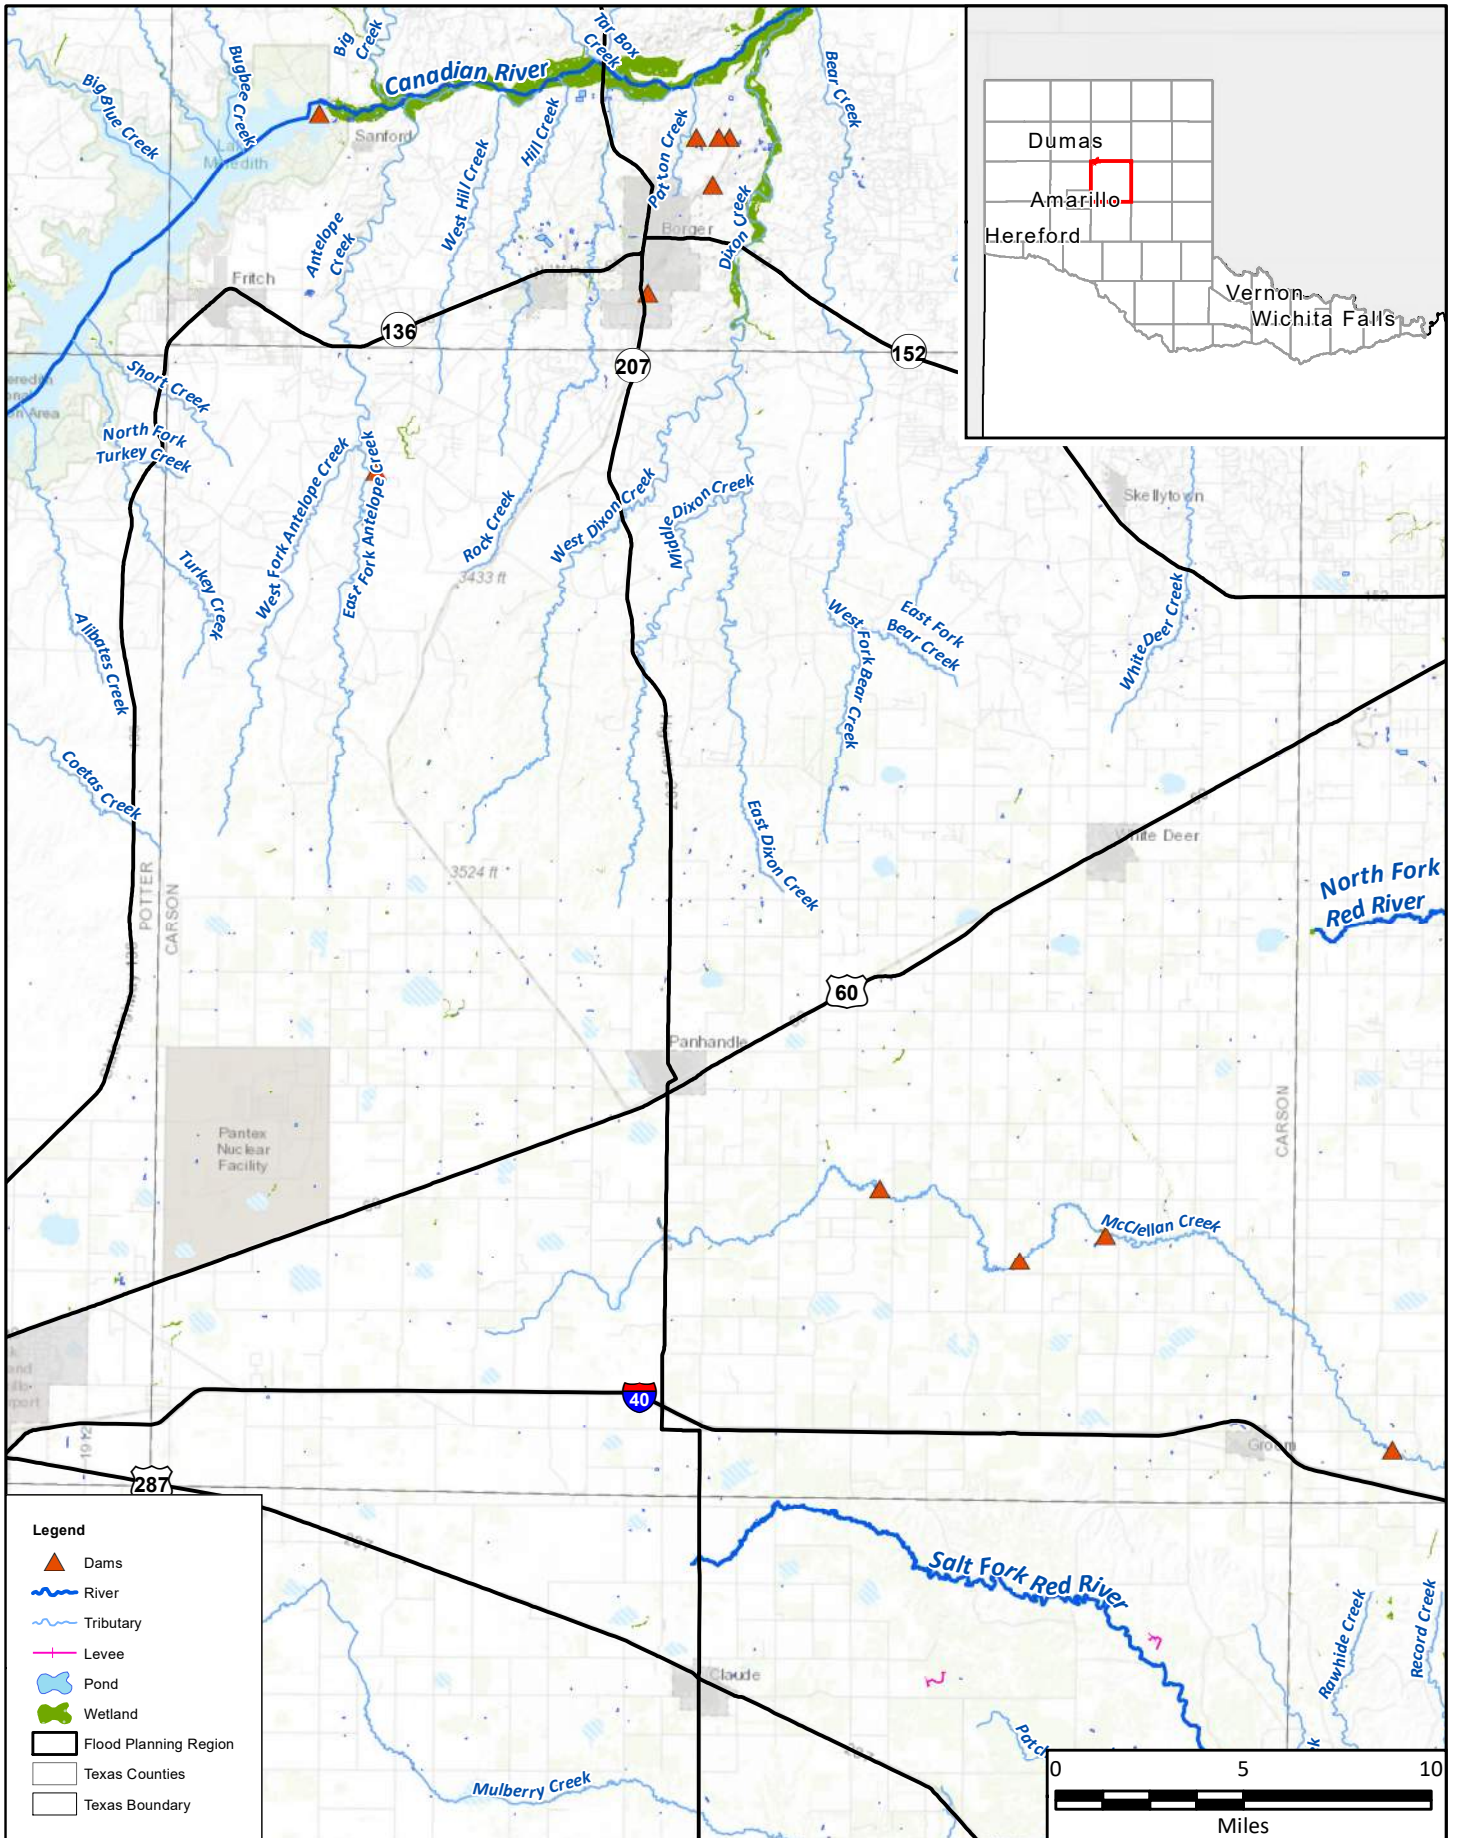 Big Creek
Tar Box Creek
Bugbee Creek
Big Blue Creek
Canadian River
Bear Creek
Sanford
Hill Creek
West Hill Creek
Dumas
Amarillo
Hereford
Vernon
Wichita Falls
Borger
Dixon Creek
Antelope Creek
Fritch
136
207
152
Short Creek
North Fork
Turkey Creek
West Fork Antelope Creek
East Fork Antelope Creek
Rock Creek
West Dixon Creek
Middle Dixon Creek
Skellytown
Turkey Creek
3433 ft
Alibates Creek
West Fork Bear Creek
East Fork
Bear Creek
White Deer Creek
152
Coetas Creek
East Dixon Creek
White Deer
3524 ft
POTTER
CARSON
North Fork
Red River
60
Panhandle
Pantex
Nuclear
Facility
CARSON
McClellan Creek
40
Groom
1912
287
Salt Fork Red River
Rawhide Creek
Record Creek
Claude
Mulberry Creek
Legend
Dams
River
Tributary
Levee
Pond
Wetland
Flood Planning Region
Texas Counties
Texas Boundary
0 5 10
Miles